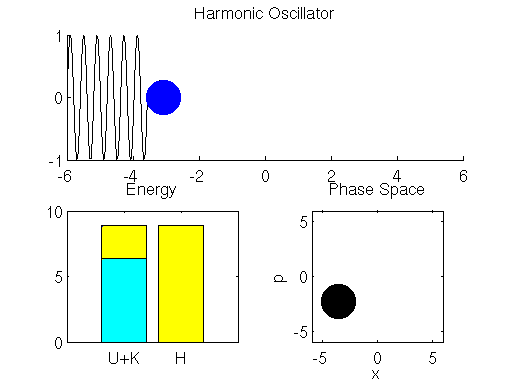 Harmonic Oscillator
1
0
-1
-6 -4 -2 0 2 4 6
Energy
Phase Space
10
5
0
U+K H
5
0
-5
p
-5 0 5
x